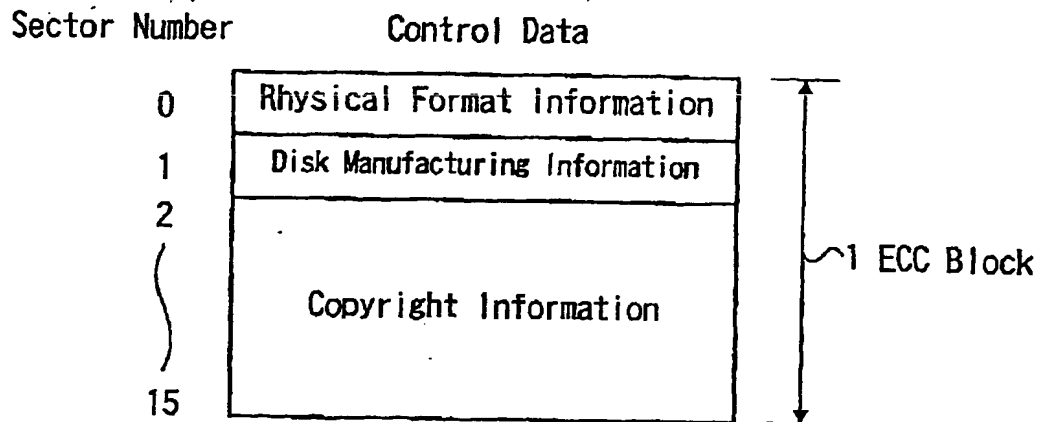 Sector Number Control Data
0 Rhysical Format Information
1 Disk Manufacturing Information
2
Copyright Information
1 ECC Block
15